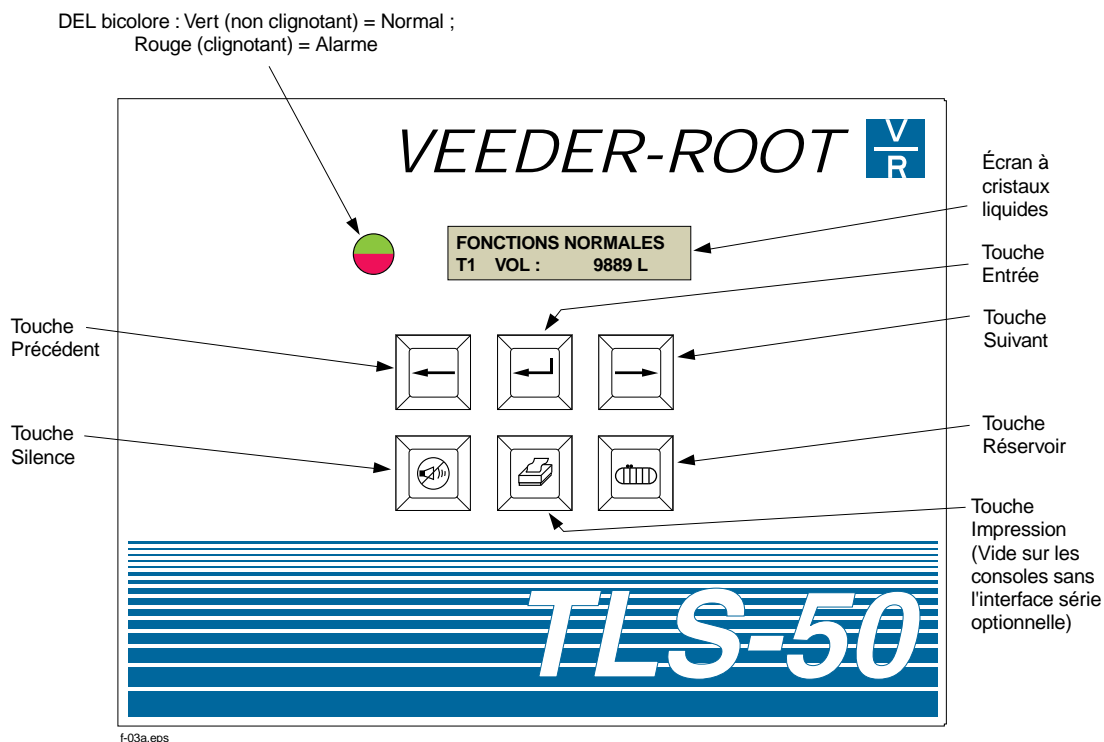 DEL bicolore : Vert (non clignotant) = Normal ;
Rouge (clignotant) = Alarme
VEEDER-ROOT
V
R
Écran à
cristaux
liquides
FONCTIONS NORMALES
T1 VOL : 9889 L
Touche
Entrée
Touche
Précédent
Touche
Suivant
Touche
Silence
Touche
Réservoir
Touche
Impression
(Vide sur les
consoles sans
l'interface série
optionnelle)
TLS-50
f-03a.eps